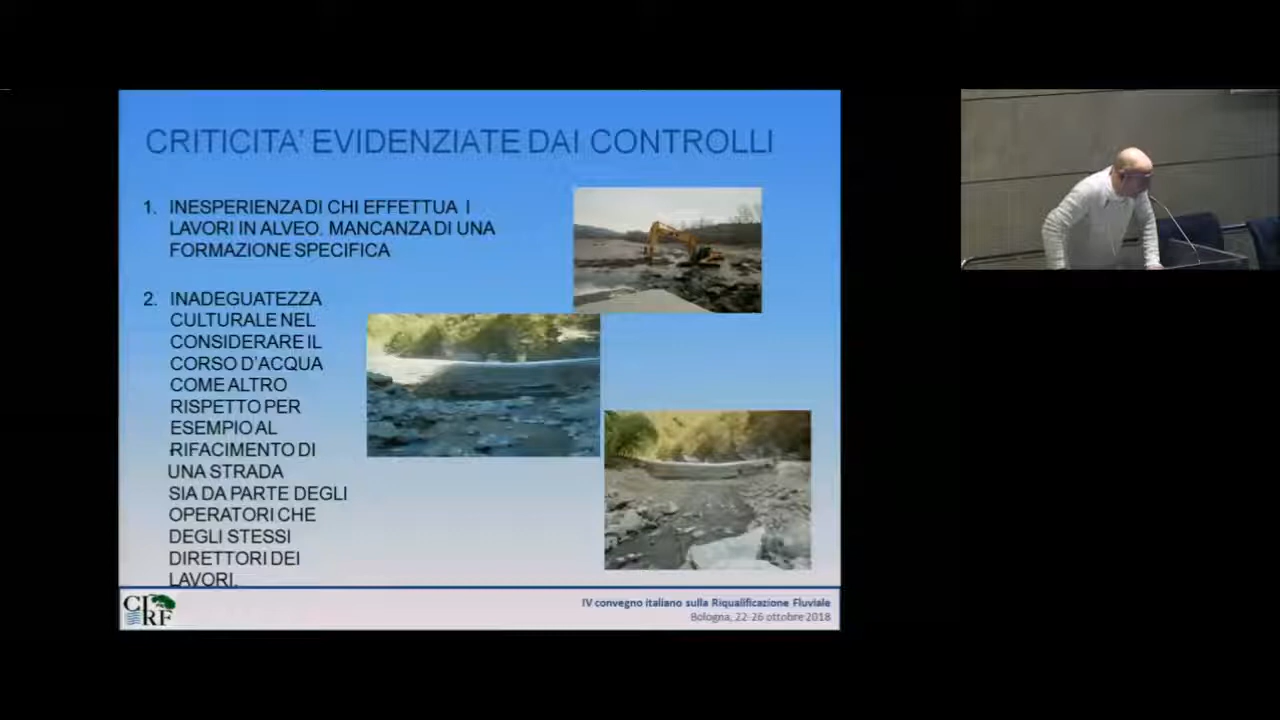 CRITICITA' EVIDENZIATE DAI CONTROLLI
1. INESPERIENZA DI CHI EFFETTUA I
LAVORI IN ALVEO. MANCANZA DI UNA
FORMAZIONE SPECIFICA
2. INADEGUATEZZA
CULTURALE NEL
CONSIDERARE IL
CORSO D'ACQUA
COME ALTRO
RISPETTO PER
ESEMPIO AL
RIFACIMENTO DI
UNA STRADA
SIA DA PARTE DEGLI
OPERATORI CHE
DEGLI STESSI
DIRETTORI DEI
LAVORI.
CIRF
IV convegno italiano sulla Riqualificazione Fluviale
Bologna, 22-26 ottobre 2018